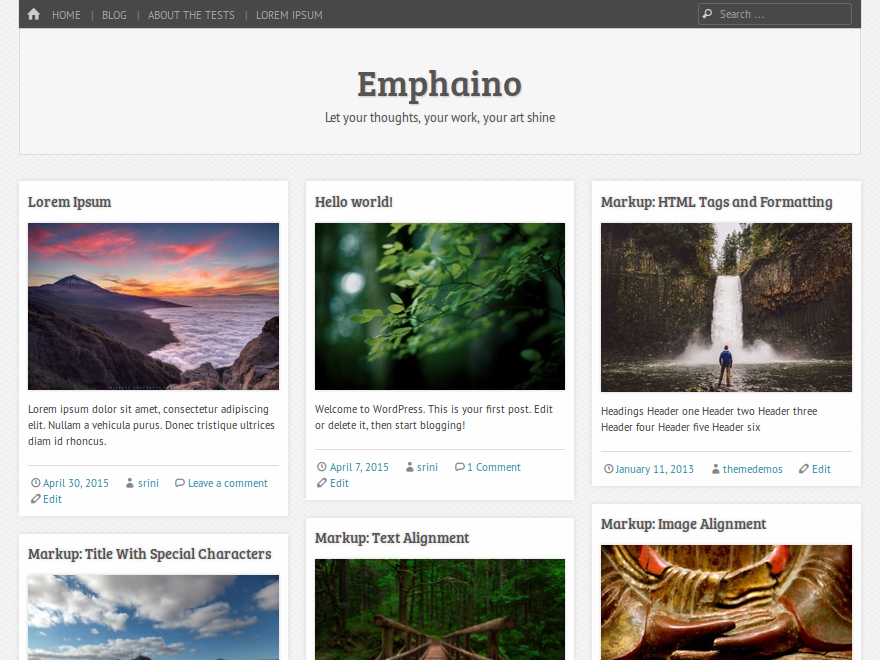 HOME | BLOG | ABOUT THE TESTS | LOREM IPSUM
Search ...
Emphaino
Let your thoughts, your work, your art shine
Lorem Ipsum
Lorem ipsum dolor sit amet, consectetur adipiscing
elit. Nullam a vehicula purus. Donec tristique ultrices
diam id rhoncus.
April 30, 2015 srini Leave a comment
Edit
Markup: Title With Special Characters
Hello world!
Welcome to WordPress. This is your first post. Edit
or delete it, then start blogging!
April 7, 2015 srini 1 Comment
Edit
Markup: Text Alignment
Markup: HTML Tags and Formatting
Headings Header one Header two Header three
Header four Header five Header six
January 11, 2013 themedemos Edit
Markup: Image Alignment